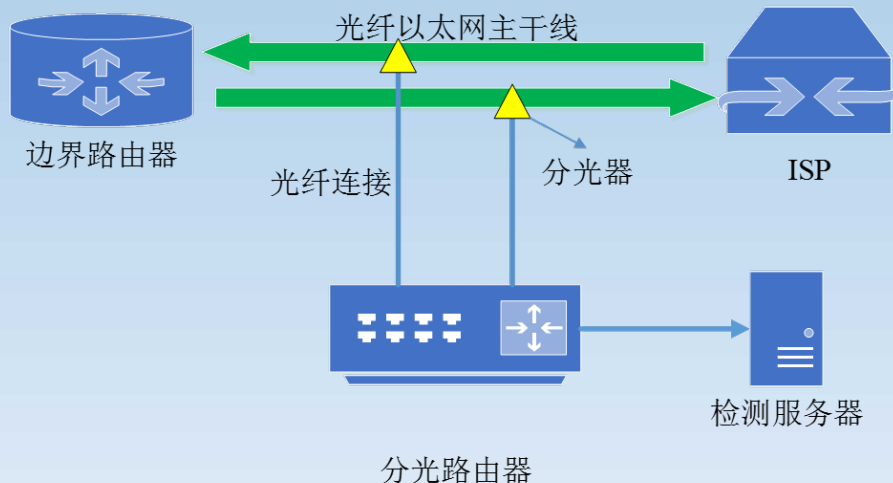 光纤以太网主干线
边界路由器
光纤连接
分光器
ISP
检测服务器
分光路由器